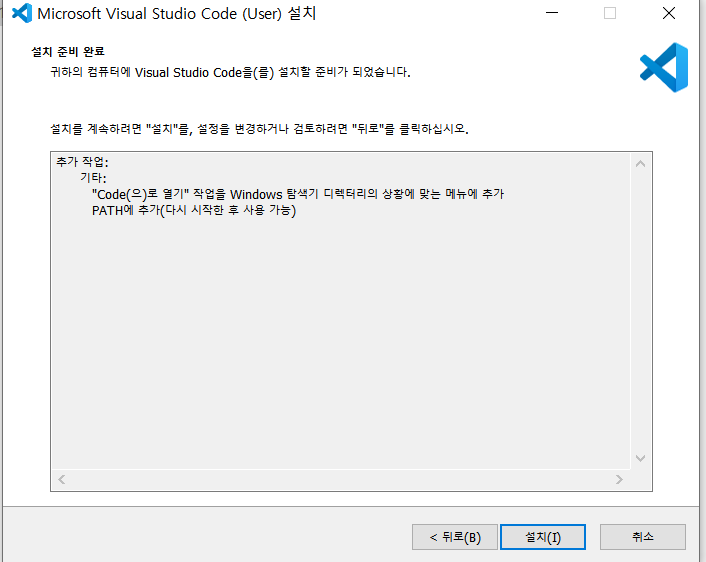 Microsoft Visual Studio Code (User) 설치
설치 준비 완료
귀하의 컴퓨터에 Visual Studio Code을(를) 설치할 준비가 되었습니다.
설치를 계속하려면 "설치"를, 설정을 변경하거나 검토하려면 "뒤로"를 클릭하십시오.
추가 작업:
기타:
"Code(으)로 열기" 작업을 Windows 탐색기 디렉터리의 상황에 맞는 메뉴에 추가
PATH에 추가(다시 시작한 후 사용 가능)
< 뒤로(B)
설치(I)
취소